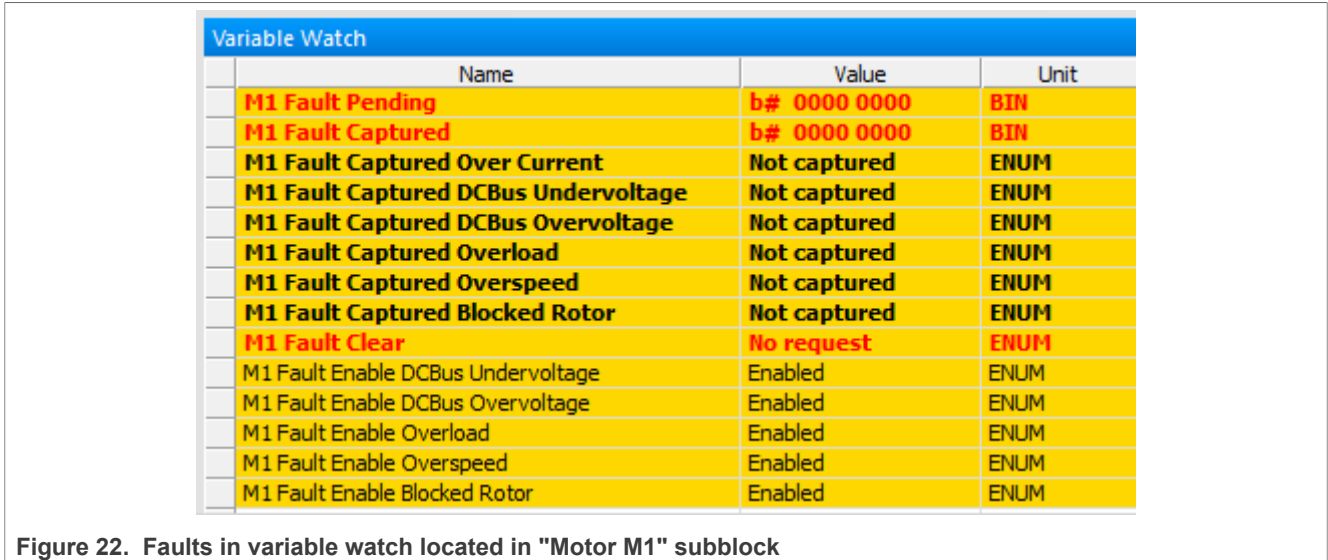 Variable Watch
Name Value Unit
M1 Fault Pending b# 0000 0000 BIN
M1 Fault Captured b# 0000 0000 BIN
M1 Fault Captured Over Current Not captured ENUM
M1 Fault Captured DCBus Undervoltage Not captured ENUM
M1 Fault Captured DCBus Overvoltage Not captured ENUM
M1 Fault Captured Overload Not captured ENUM
M1 Fault Captured Overspeed Not captured ENUM
M1 Fault Captured Blocked Rotor Not captured ENUM
M1 Fault Clear No request ENUM
M1 Fault Enable DCBus Undervoltage Enabled ENUM
M1 Fault Enable DCBus Overvoltage Enabled ENUM
M1 Fault Enable Overload Enabled ENUM
M1 Fault Enable Overspeed Enabled ENUM
M1 Fault Enable Blocked Rotor Enabled ENUM
Figure 22. Faults in variable watch located in "Motor M1" subblock